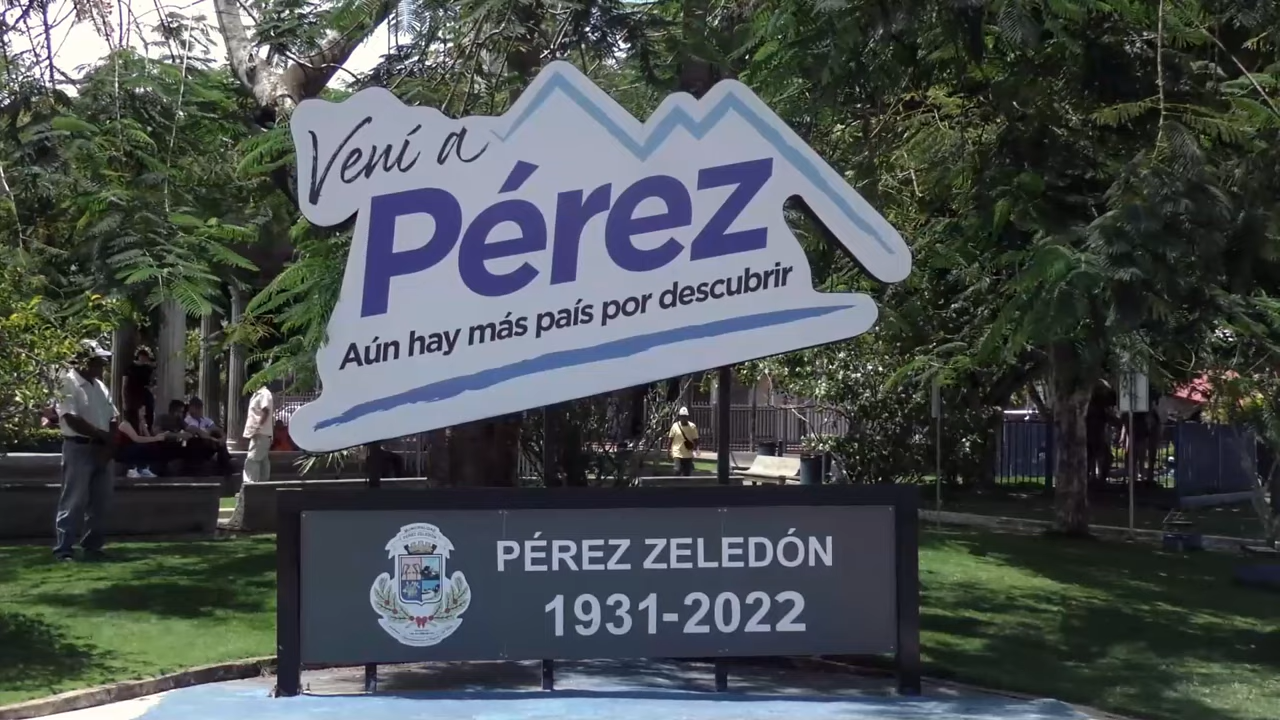 Vení a
Pérez
Aún hay más país por descubrir
PÉREZ ZELEDÓN
1931-2022